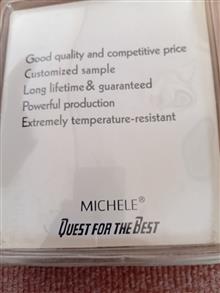 Good quality and competitive price
Customized sample
Long lifetime & guaranteed
Powerful production
Extremely temperature-resistant
MICHELE®
QUEST FOR THE BEST